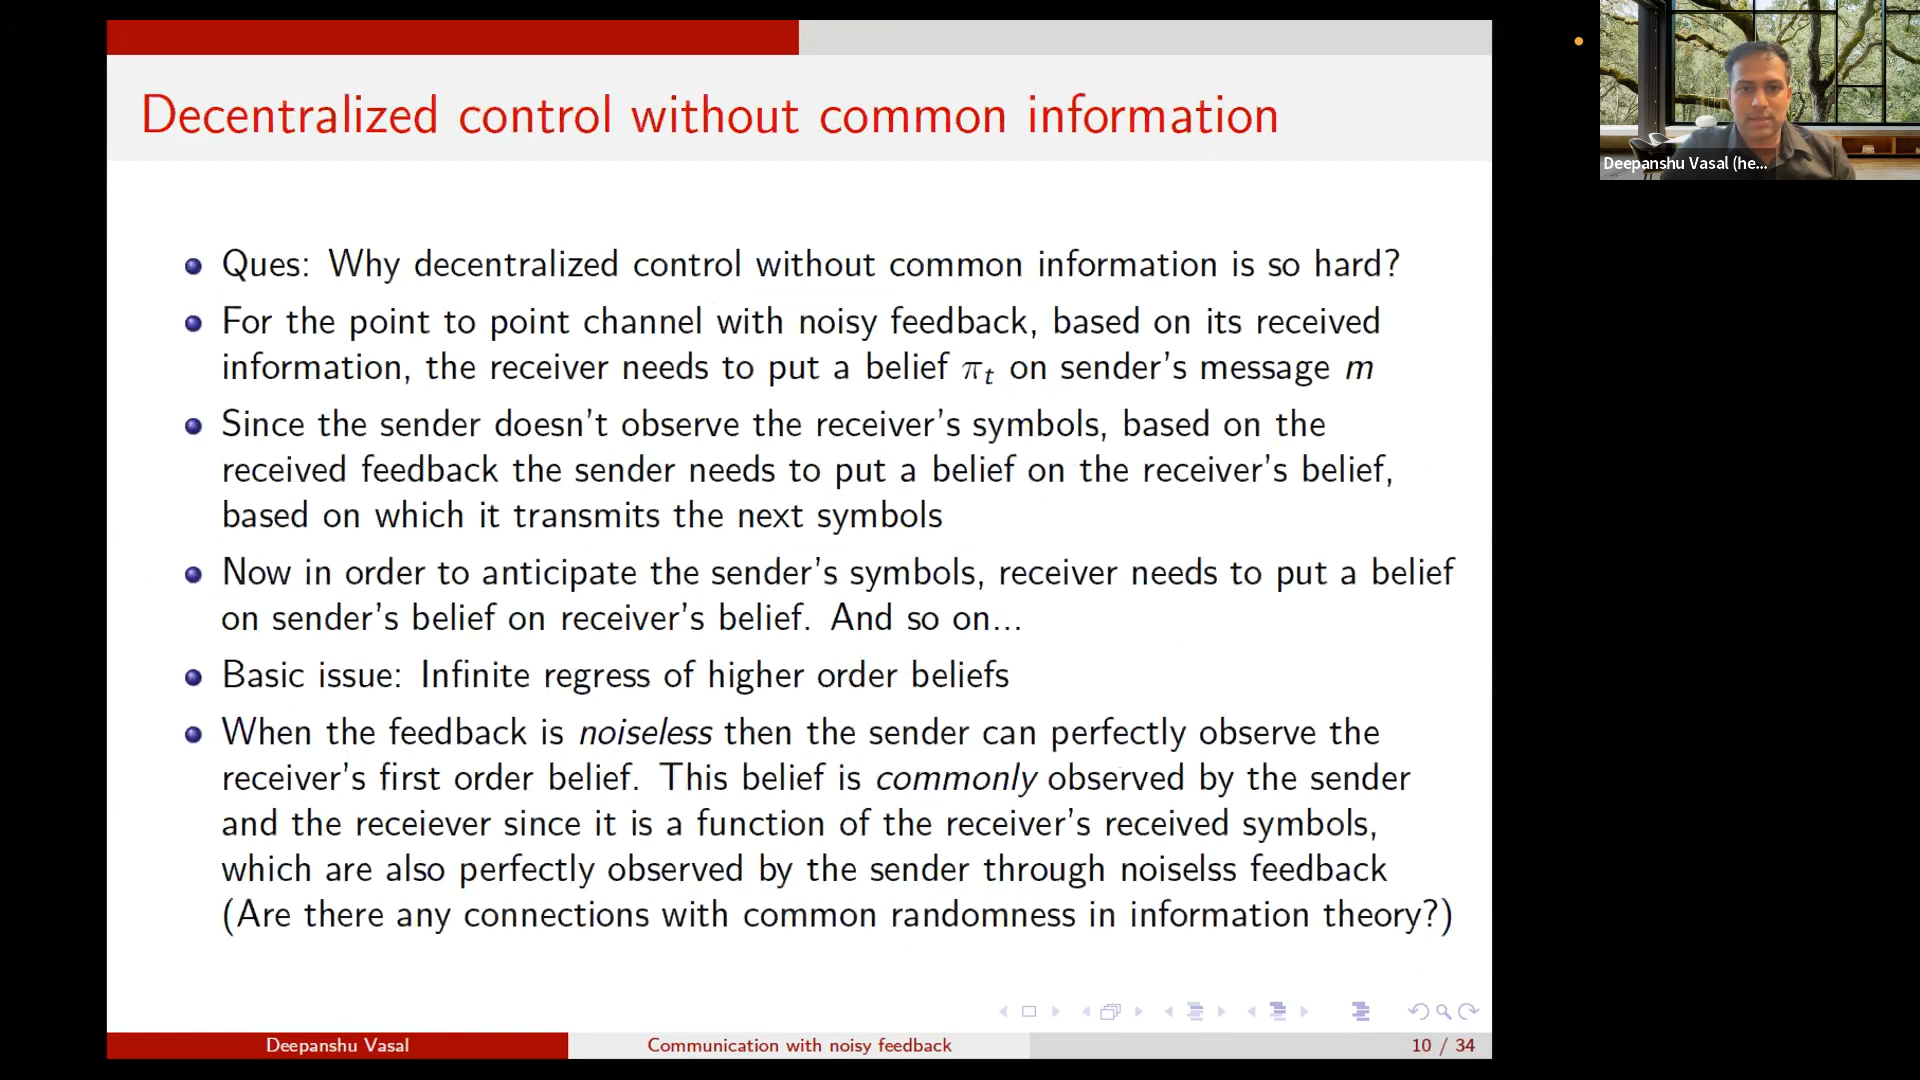 Decentralized control without common information
Ques: Why decentralized control without common information is so hard?
For the point to point channel with noisy feedback, based on its received
information, the receiver needs to put a belief πt on sender's message m
Since the sender doesn't observe the receiver's symbols, based on the
received feedback the sender needs to put a belief on the receiver's belief,
based on which it transmits the next symbols
Now in order to anticipate the sender's symbols, receiver needs to put a belief
on sender's belief on receiver's belief. And so on...
Basic issue: Infinite regress of higher order beliefs
When the feedback is noiseless then the sender can perfectly observe the
receiver's first order belief. This belief is commonly observed by the sender
and the receiever since it is a function of the receiver's received symbols,
which are also perfectly observed by the sender through noiselss feedback
(Are there any connections with common randomness in information theory?)
Deepanshu Vasal
Communication with noisy feedback
10 / 34
Deepanshu Vasal (he...